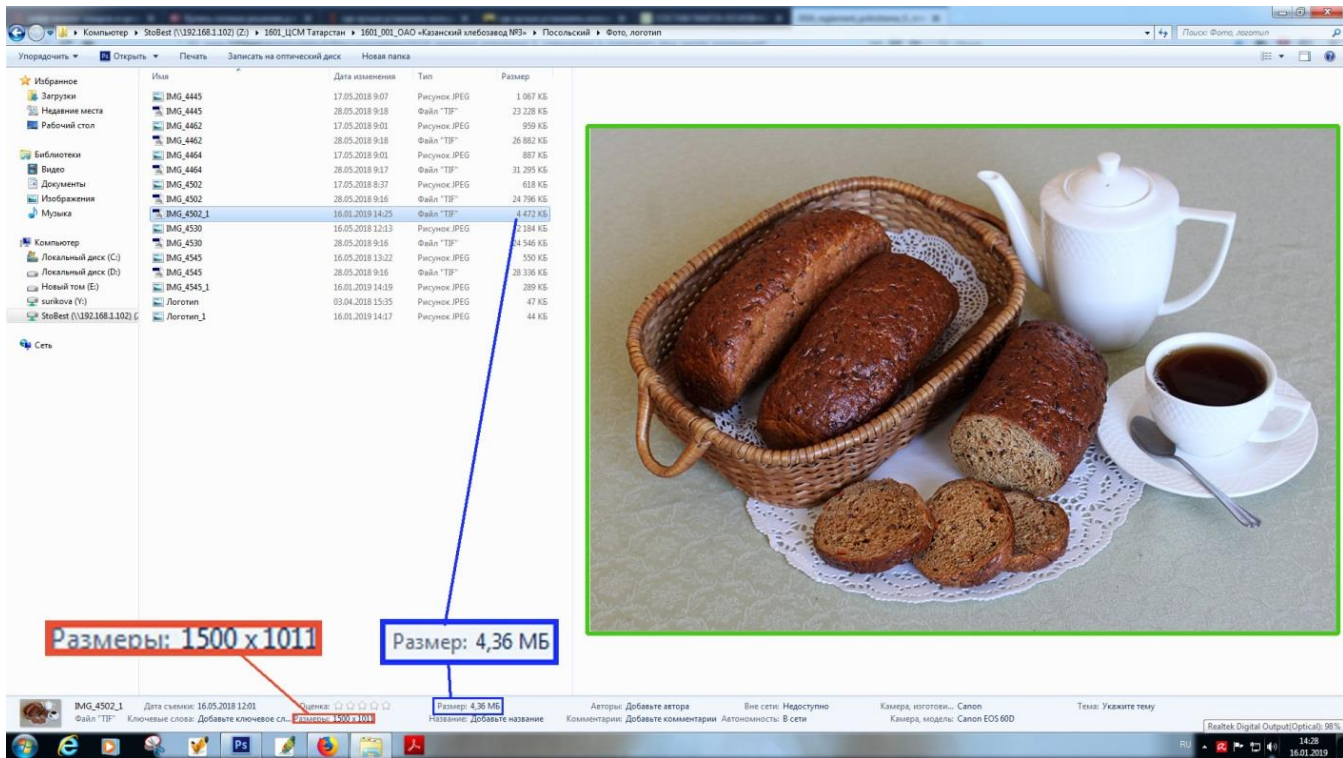 Компьютер ▸ StoBest (\\192.168.1.102) (Z:) ▸ 1601_ЦСМ Татарстан ▸ 1601_001_ОАО «Казанский хлебозавод №3» ▸ Посольский ▸ Фото, логотип
Поиск: Фото, логотип
Упорядочить Открыть Печать Записать на оптический диск Новая папка
Избранное
Загрузки
Недавние места
Рабочий стол
Библиотеки
Видео
Документы
Изображения
Музыка
Компьютер
Локальный диск (C:)
Локальный диск (D:)
Новый том (E:)
surikova (Y:)
StoBest (\\192.168.1.102) (Z
Сеть
Имя Дата изменения Тип Размер
IMG_4445 17.05.2018 9:07 Рисунок JPEG 1 067 КБ
IMG_4445 28.05.2018 9:18 Файл "TIF" 23 228 КБ
IMG_4462 17.05.2018 9:01 Рисунок JPEG 959 КБ
IMG_4462 28.05.2018 9:18 Файл "TIF" 26 882 КБ
IMG_4464 17.05.2018 9:01 Рисунок JPEG 887 КБ
IMG_4464 28.05.2018 9:17 Файл "TIF" 31 295 КБ
IMG_4502 17.05.2018 8:37 Рисунок JPEG 618 КБ
IMG_4502 28.05.2018 9:16 Файл "TIF" 24 796 КБ
IMG_4502_1 16.01.2019 14:25 Файл "TIF" 4 472 КБ
IMG_4530 16.05.2018 12:13 Рисунок JPEG 2 184 КБ
IMG_4530 28.05.2018 9:16 Файл "TIF" 24 546 КБ
IMG_4545 16.05.2018 13:22 Рисунок JPEG 550 КБ
IMG_4545 28.05.2018 9:16 Файл "TIF" 28 336 КБ
IMG_4545_1 16.01.2019 14:19 Рисунок JPEG 289 КБ
Логотип 03.04.2018 15:35 Рисунок JPEG 47 КБ
Логотип_1 16.01.2019 14:17 Рисунок JPEG 44 КБ
Размеры: 1500 x 1011
Размер: 4,36 МБ
IMG_4502_1 Дата съемки: 16.05.2018 12:01 Оценка: Размер: 4,36 МБ Авторы: Добавьте автора Вне сети: Недоступно Камера, изготови... Canon Тема: Укажите тему
Файл "TIF" Ключевые слова: Добавьте ключевое сл... Размеры: 1500 x 1011 Название: Добавьте название Комментарии: Добавьте комментарии Автономность: В сети Камера, модель: Canon EOS 60D
Realtek Digital Output(Optical): 98%
Ps
RU
14:28
16.01.2019